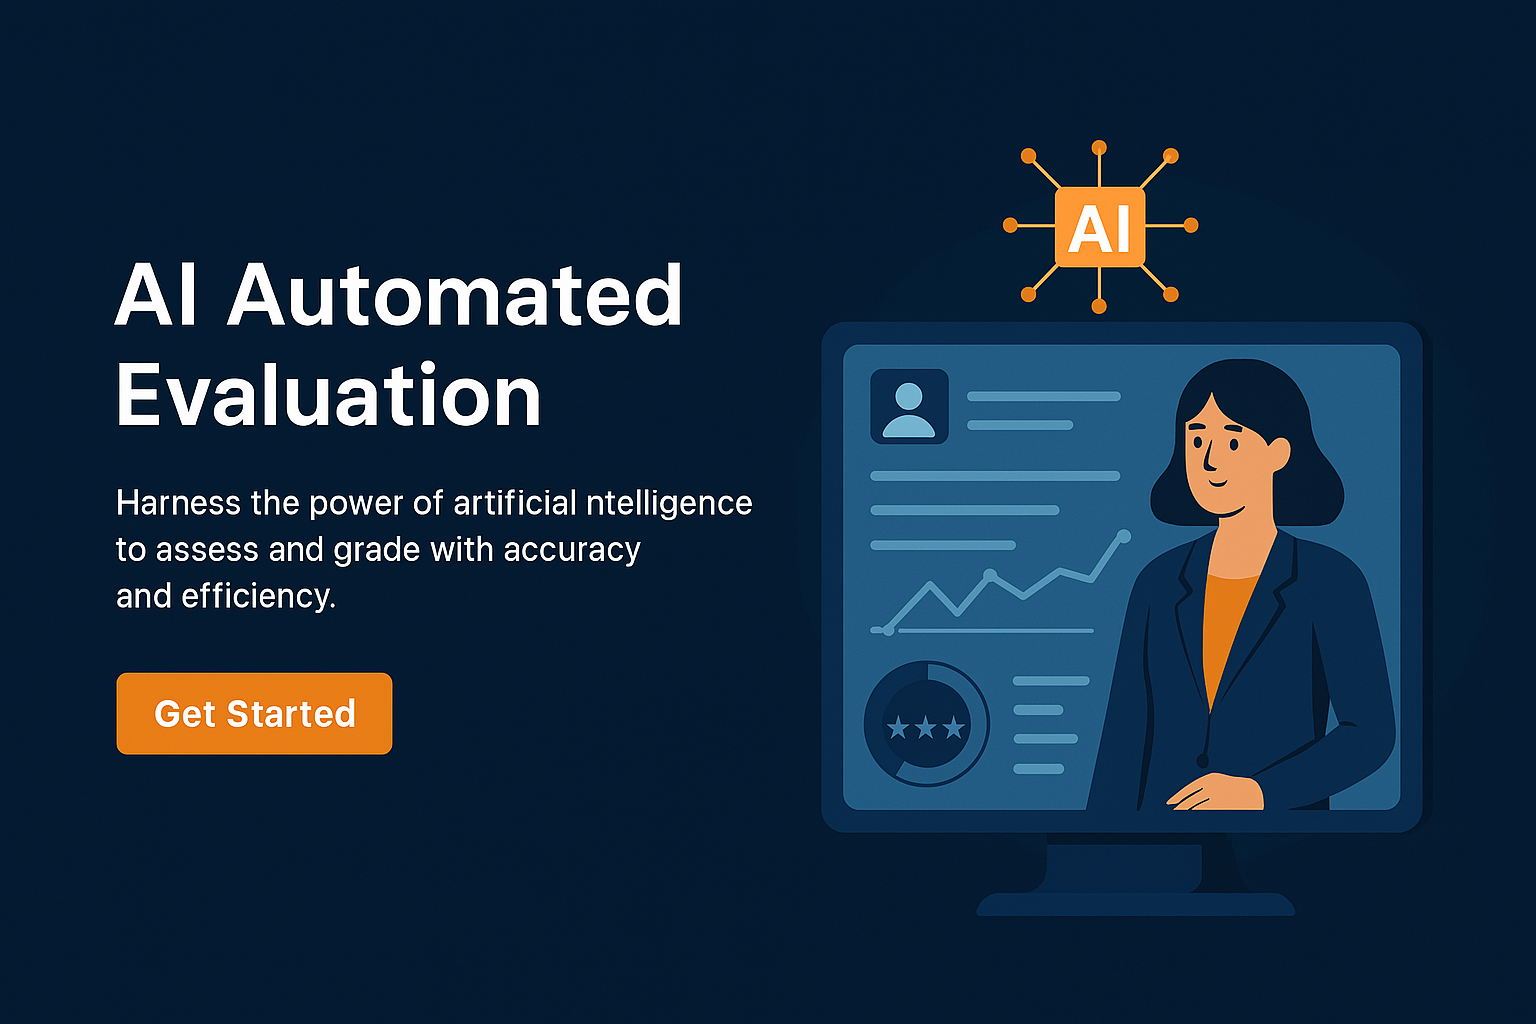 AI
AI Automated
Evaluation
Harness the power of artificial ntelligence
to assess and grade with accuracy
and efficiency.
Get Started